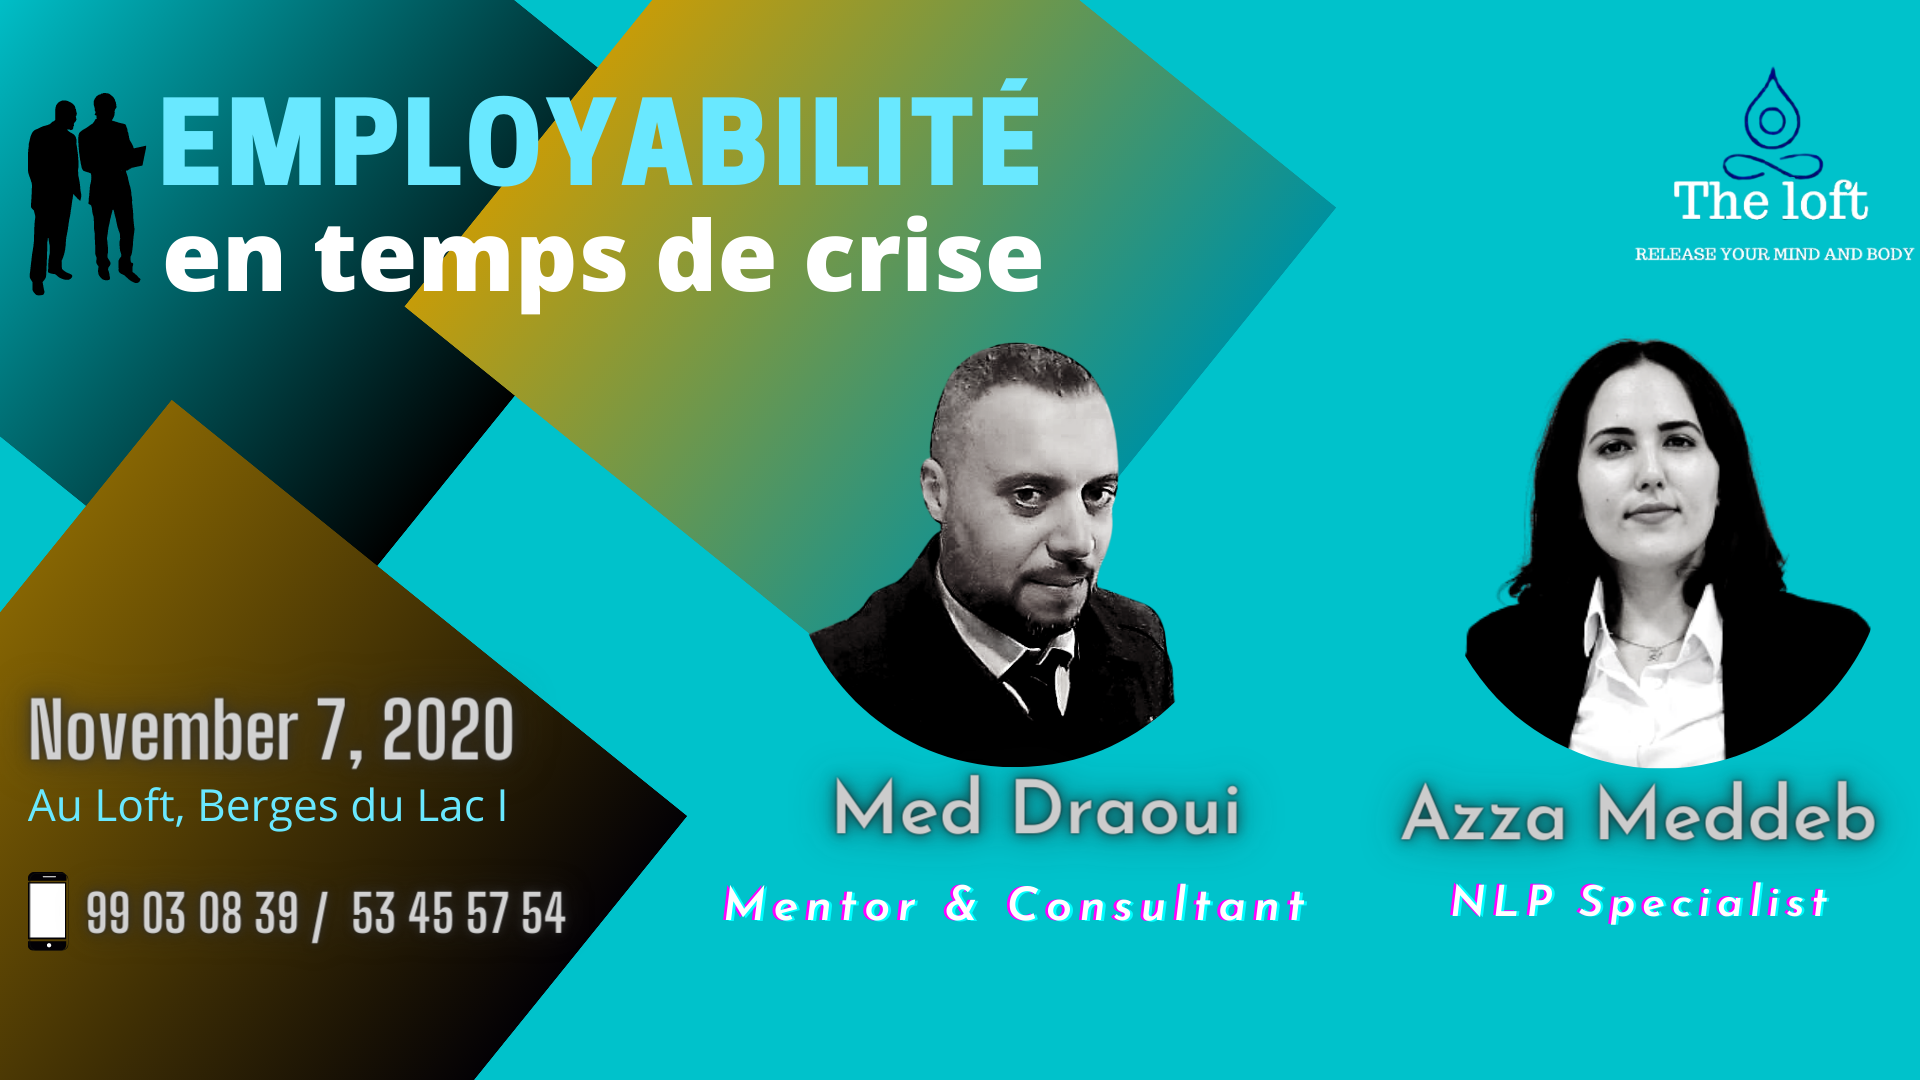 EMPLOYABILITÉ
en temps de crise
The loft
RELEASE YOUR MIND AND BODY
November 7, 2020
Au Loft, Berges du Lac I
99 03 08 39 / 53 45 57 54
Med Draoui
Mentor & Consultant
Azza Meddeb
NLP Specialist